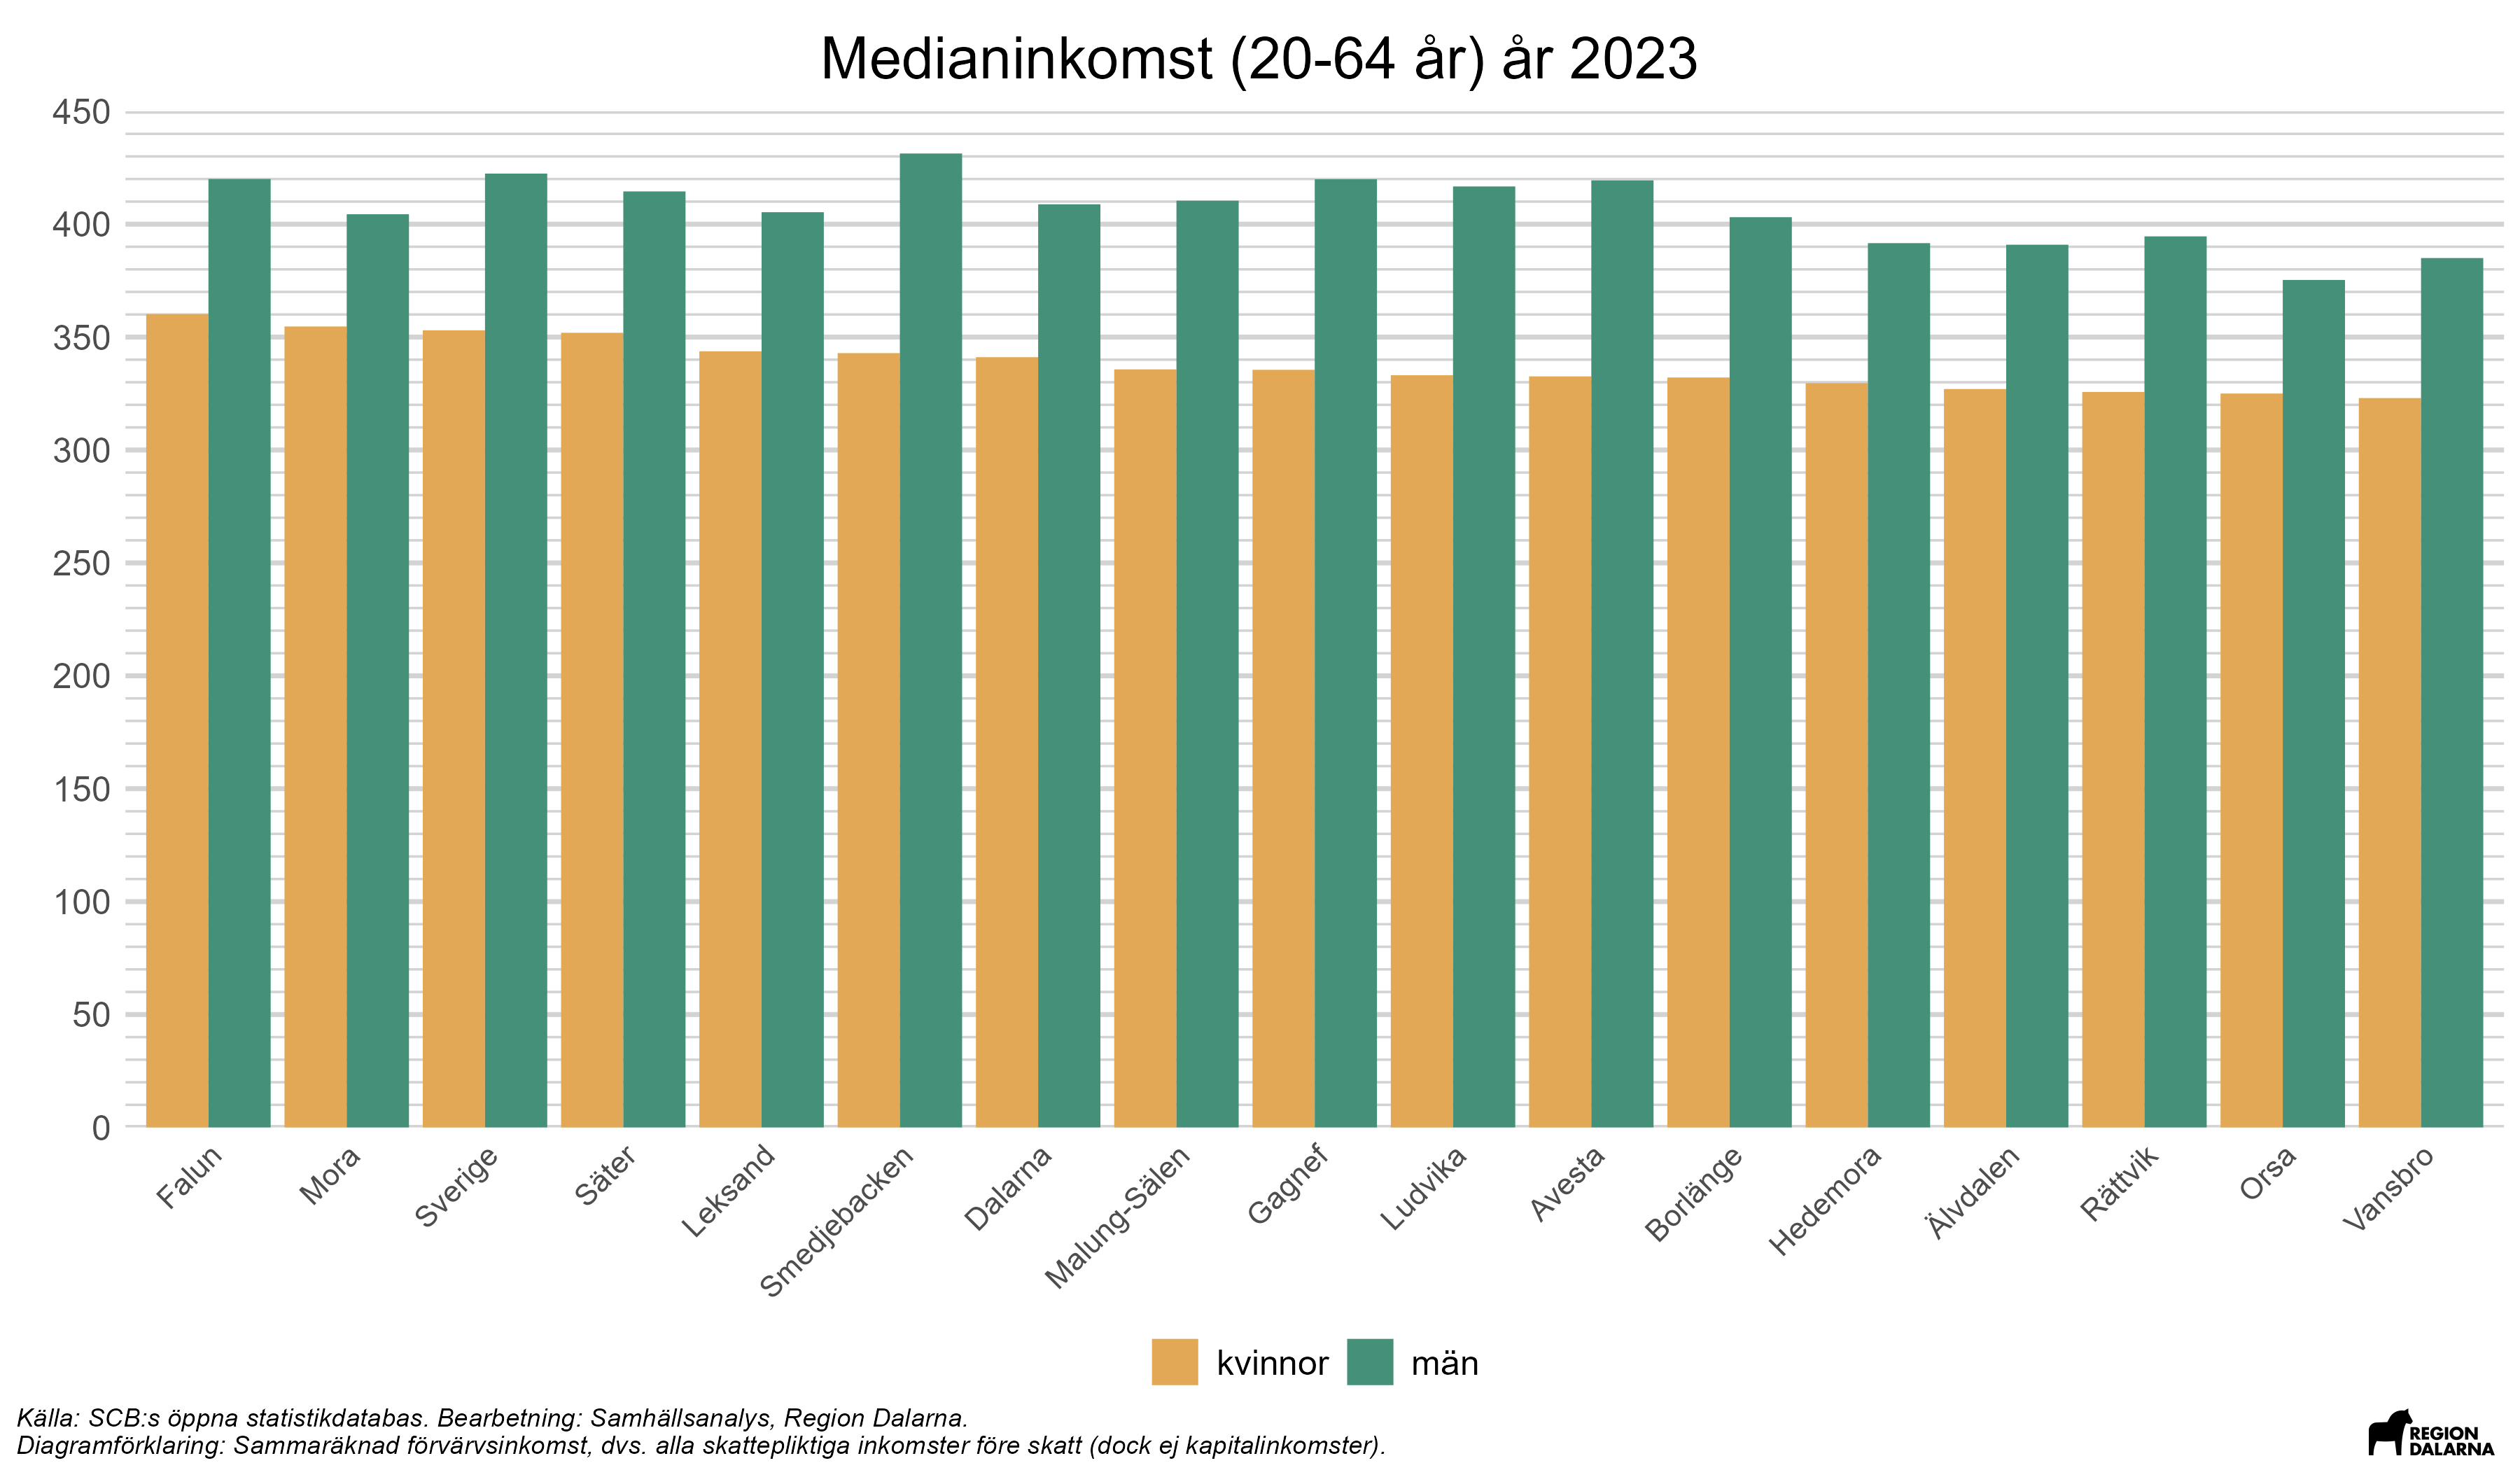 Medianinkomst (20-64 år) år 2023
450
400
350
300
250
200
150
100
50
0
Falun
Mora
Sverige
Säter
Leksand
Smedjebacken
Dalarna
Malung-Sälen
Gagnef
Ludvika
Avesta
Borlänge
Hedemora
Älvdalen
Rättvik
Orsa
Vansbro
kvinnor
män
Källa: SCB:s öppna statistikdatabas. Bearbetning: Samhällsanalys, Region Dalarna.
Diagramförklaring: Sammaräknad förvärvsinkomst, dvs. alla skattepliktiga inkomster före skatt (dock ej kapitalinkomster).
REGION
DALARNA